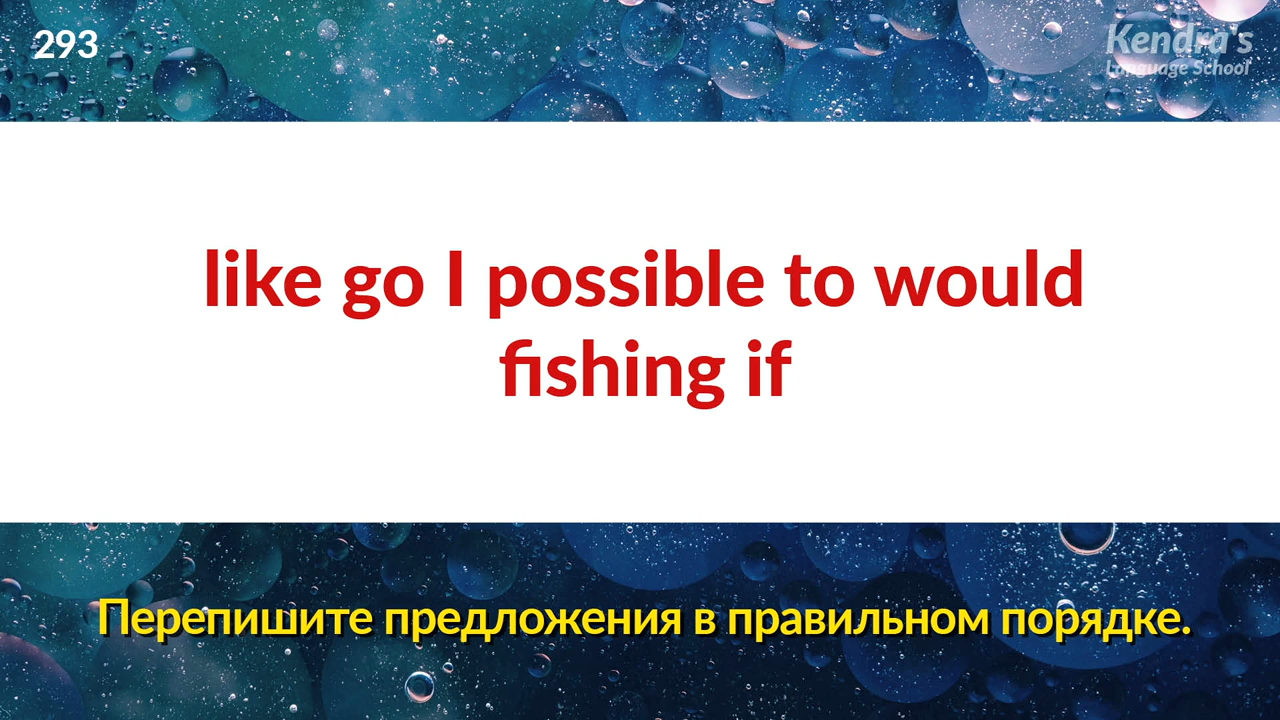 293
Kendra's
Language School
like go I possible to would
fishing if
Перепишите предложения в правильном порядке.